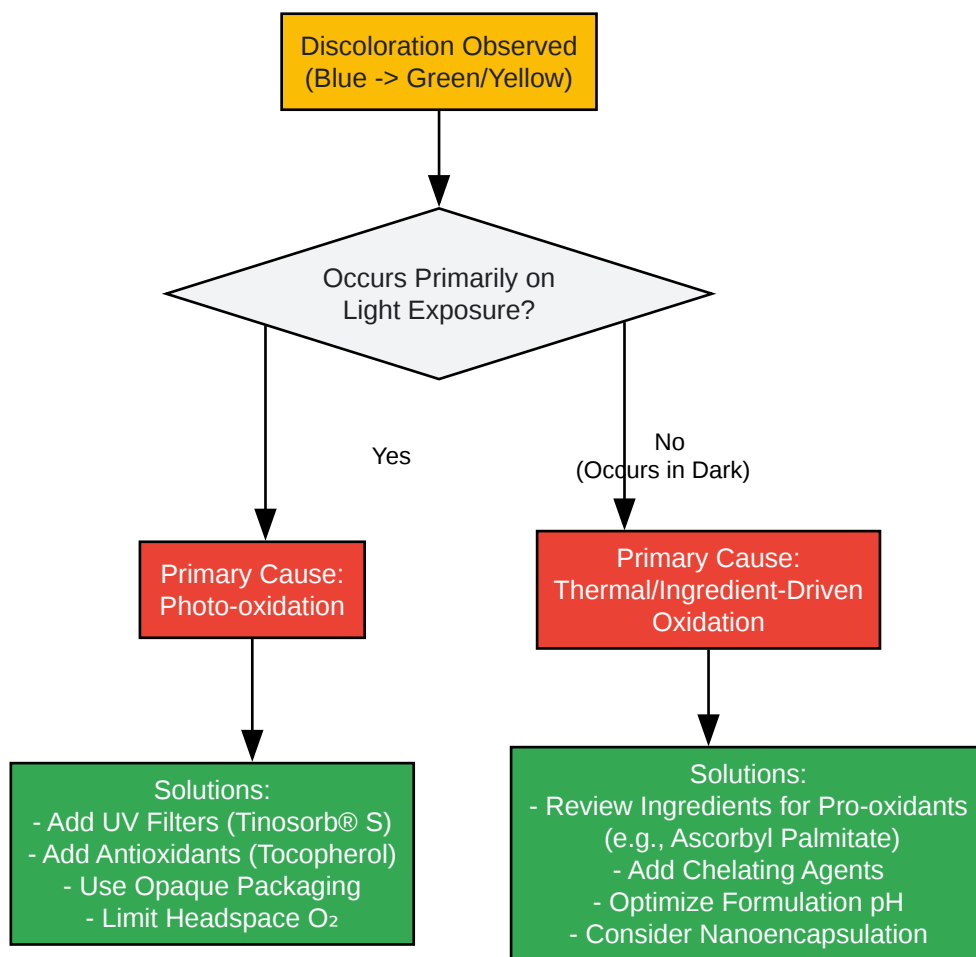 Discoloration Observed
(Blue -> Green/Yellow)
Occurs Primarily on
Light Exposure?
Yes
No
(Occurs in Dark)
Primary Cause:
Photo-oxidation
Primary Cause:
Thermal/Ingredient-Driven
Oxidation
Solutions:
- Add UV Filters (Tinosorb® S)
- Add Antioxidants (Tocopherol)
- Use Opaque Packaging
- Limit Headspace O₂
Solutions:
- Review Ingredients for Pro-oxidants
(e.g., Ascorbyl Palmitate)
- Add Chelating Agents
- Optimize Formulation pH
- Consider Nanoencapsulation